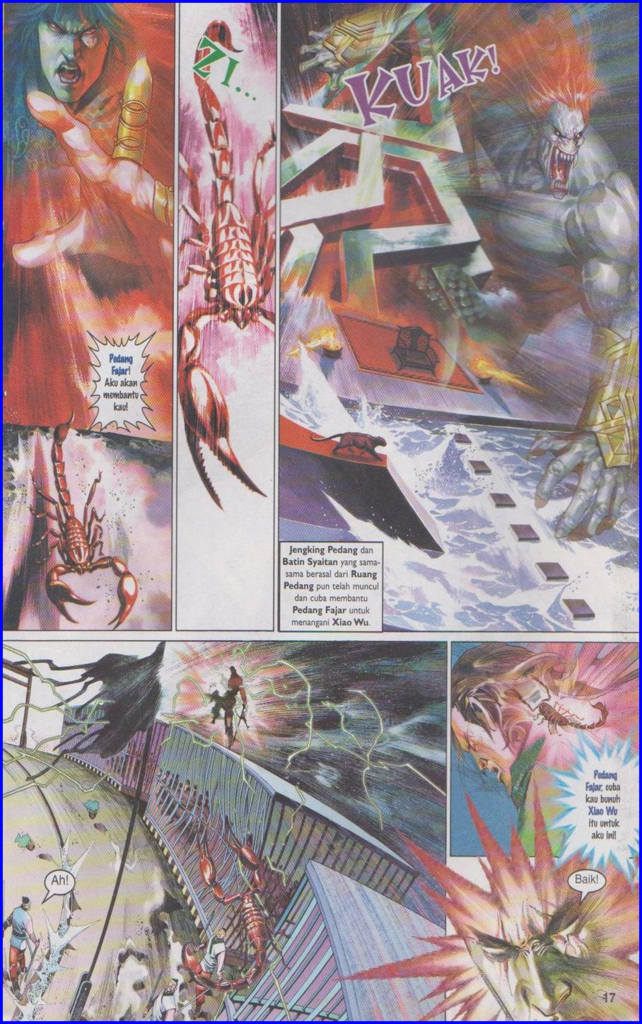 ZI...
KUAK!
Pedang
Fajar!
Aku akan
membantu
kau!
Jengking Pedang dan
Batin Syaitan yang sama-
sama berasal dari Ruang
Pedang pun telah muncul
dan cuba membantu
Pedang Fajar untuk
menangani Xiao Wu.
Pedang
Fajar, cuba
kau bunuh
Xiao Wu
itu untuk
aku ini!
Ah!
Baik!
17